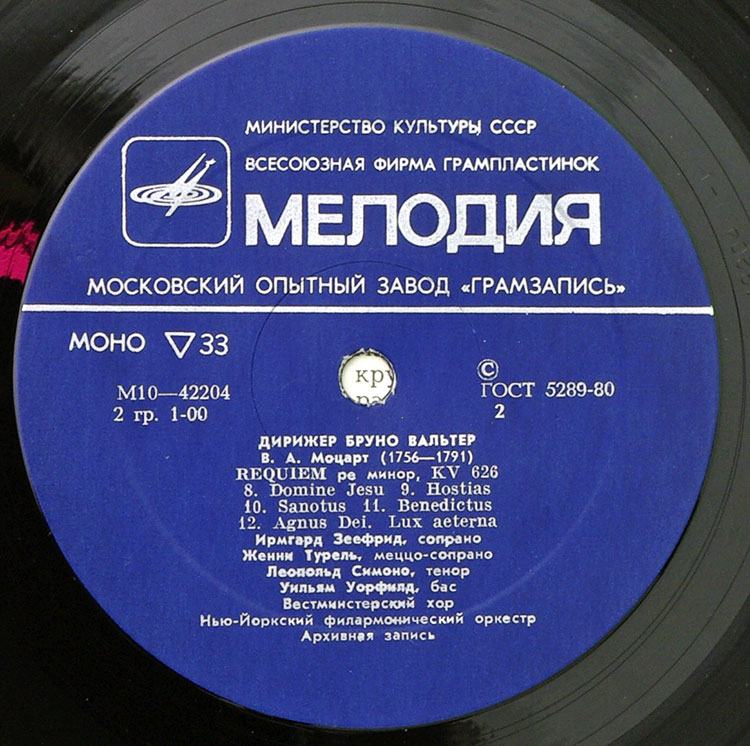 МИНИСТЕРСТВО КУЛЬТУРЫ СССР
ВСЕСОЮЗНАЯ ФИРМА ГРАМПЛАСТИНОК
МЕЛОДИЯ
МОСКОВСКИЙ ОПЫТНЫЙ ЗАВОД «ГРАМЗАПИСЬ»
МОНО ▽ 33
М10—42204
2 гр. 1-00
кру
©
ГОСТ 5289-80
2
ДИРИЖЕР БРУНО ВАЛЬТЕР
В. А. Моцарт (1756—1791)
REQUIEM ре минор, KV 626
8. Domine Jesu 9. Hostias
10. Sanotus 11. Benedictus
12. Agnus Dei. Lux aeterna
Ирмгард Зеефрид, сопрано
Женни Турель, меццо-сопрано
Леопольд Симоно, тенор
Уильям Уорфилд, бас
Вестминстерский хор
Нью-Йоркский филармонический оркестр
Архивная запись